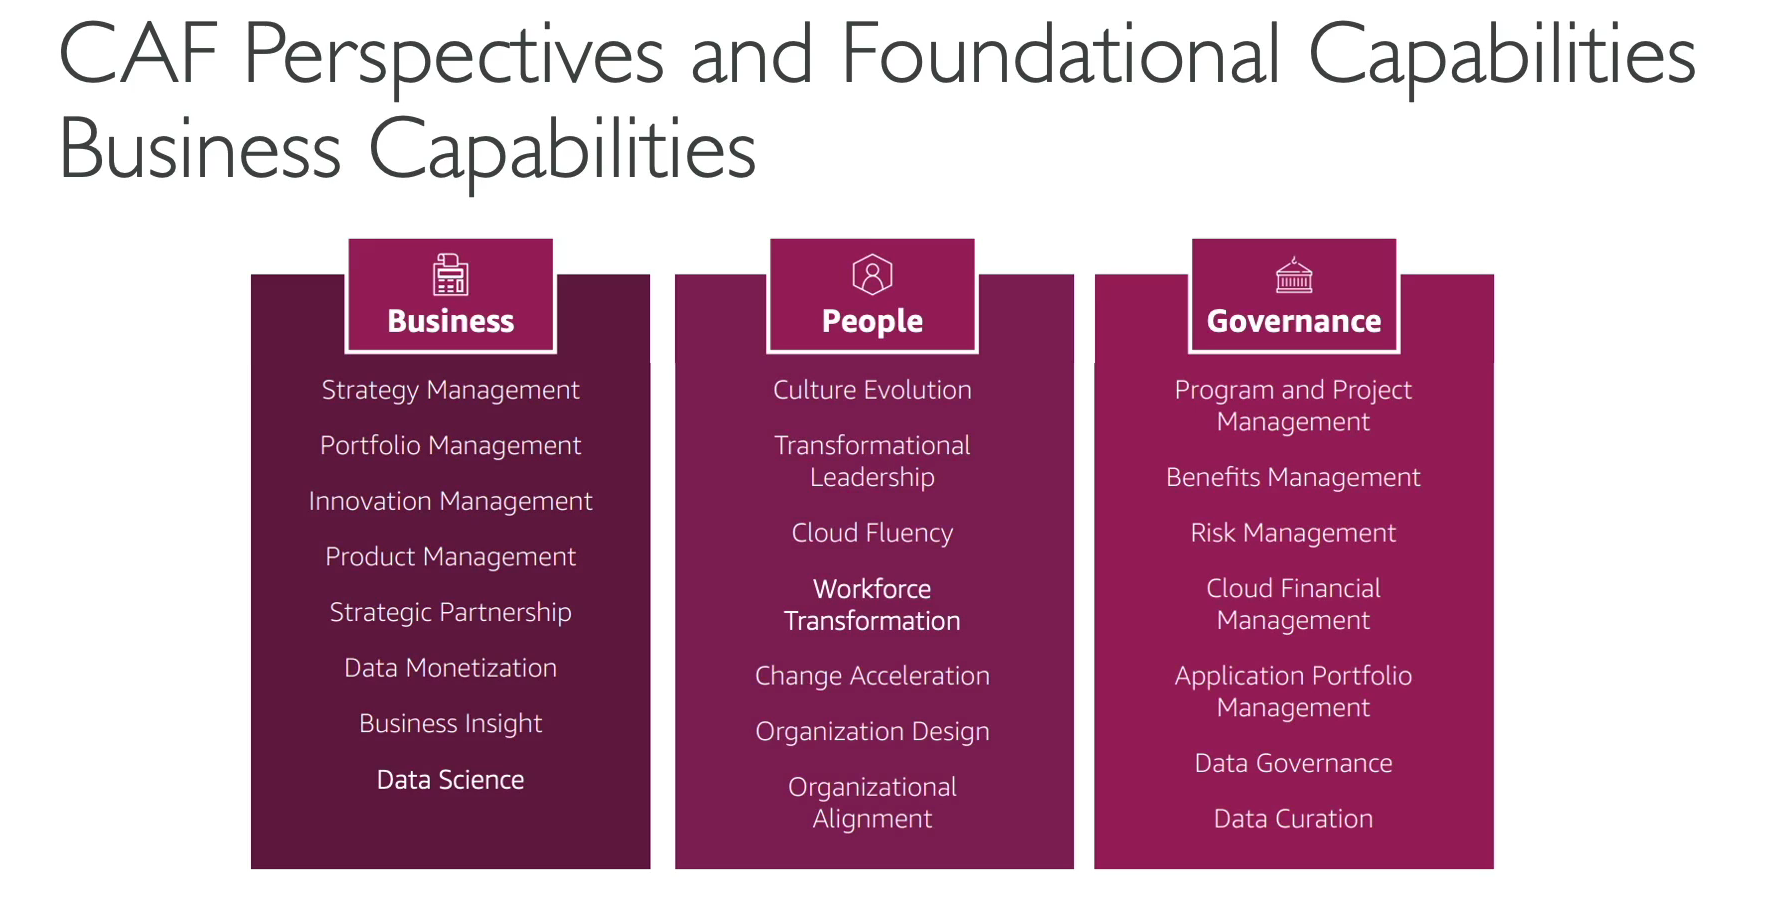 CAF Perspectives and Foundational Capabilities
Business Capabilities
Business
Strategy Management
Portfolio Management
Innovation Management
Product Management
Strategic Partnership
Data Monetization
Business Insight
Data Science
People
Culture Evolution
Transformational
Leadership
Cloud Fluency
Workforce
Transformation
Change Acceleration
Organization Design
Organizational
Alignment
Governance
Program and Project
Management
Benefits Management
Risk Management
Cloud Financial
Management
Application Portfolio
Management
Data Governance
Data Curation